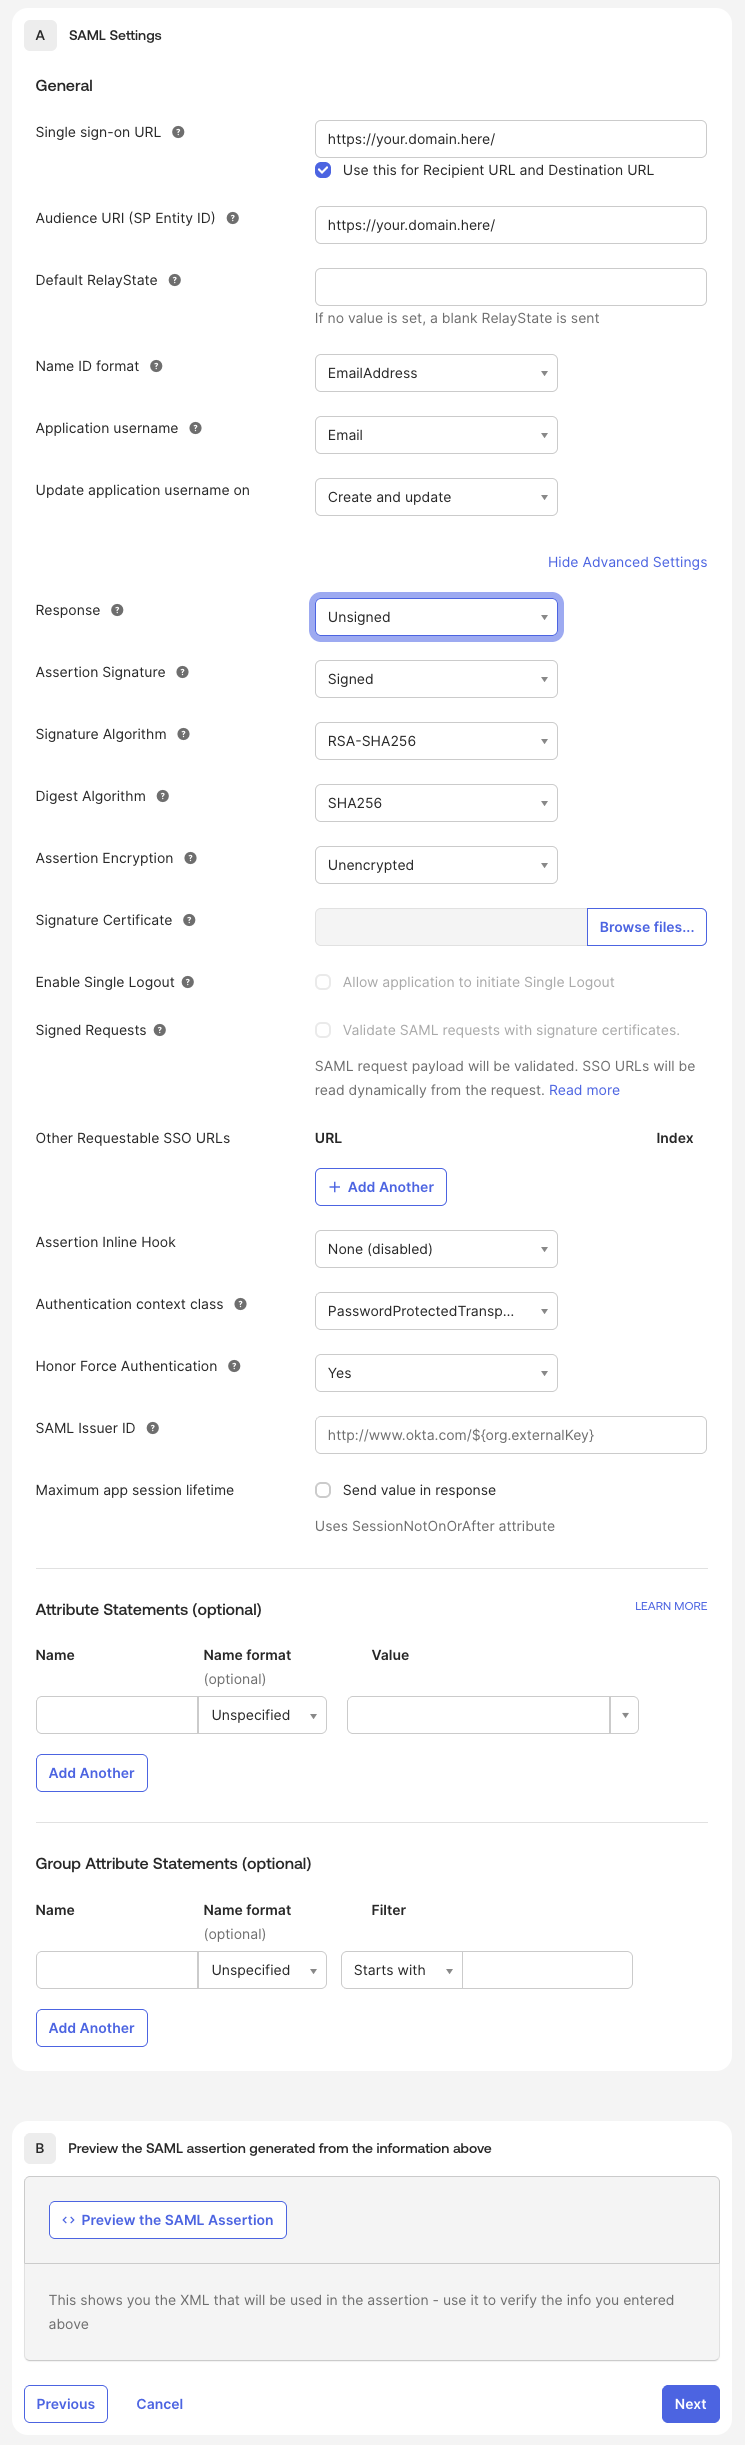 A SAML Settings
General
Single sign-on URL ?
https://your.domain.here/
Use this for Recipient URL and Destination URL
Audience URI (SP Entity ID) ?
https://your.domain.here/
Default RelayState ?
If no value is set, a blank RelayState is sent
Name ID format ?
EmailAddress
Application username ?
Email
Update application username on
Create and update
Hide Advanced Settings
Response ?
Unsigned
Assertion Signature ?
Signed
Signature Algorithm ?
RSA-SHA256
Digest Algorithm ?
SHA256
Assertion Encryption ?
Unencrypted
Signature Certificate ?
Browse files...
Enable Single Logout ?
Allow application to initiate Single Logout
Signed Requests ?
Validate SAML requests with signature certificates.
SAML request payload will be validated. SSO URLs will be
read dynamically from the request. Read more
Other Requestable SSO URLs
URL Index
+ Add Another
Assertion Inline Hook
None (disabled)
Authentication context class ?
PasswordProtectedTransp...
Honor Force Authentication ?
Yes
SAML Issuer ID ?
http://www.okta.com/${org.externalKey}
Maximum app session lifetime
Send value in response
Uses SessionNotOnOrAfter attribute
Attribute Statements (optional)
LEARN MORE
Name Name format Value
(optional)
Unspecified
Add Another
Group Attribute Statements (optional)
Name Name format Filter
(optional)
Unspecified Starts with
Add Another
B Preview the SAML assertion generated from the information above
<> Preview the SAML Assertion
This shows you the XML that will be used in the assertion - use it to verify the info you entered
above
Previous Cancel Next